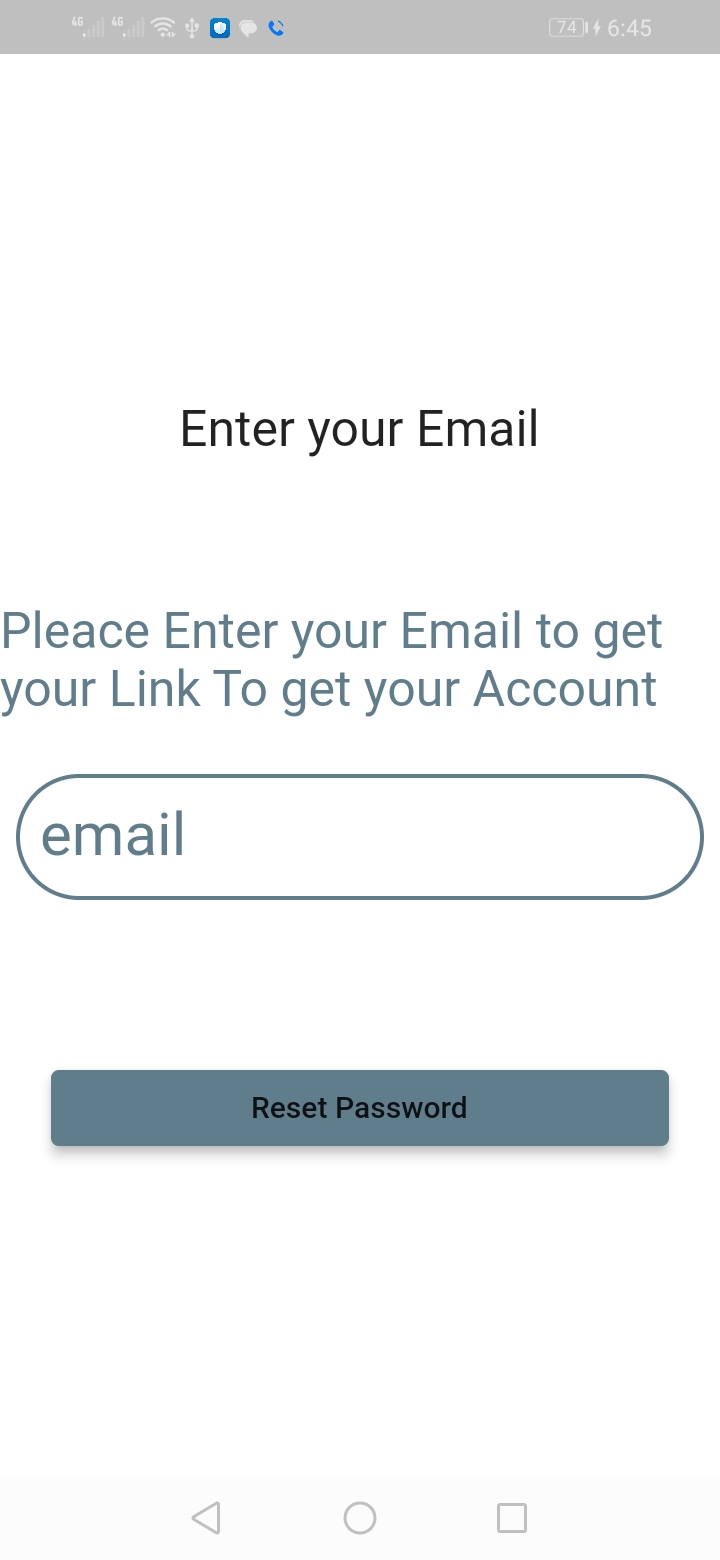 4G 4G 74 6:45
Enter your Email
Pleace Enter your Email to get
your Link To get your Account
email
Reset Password